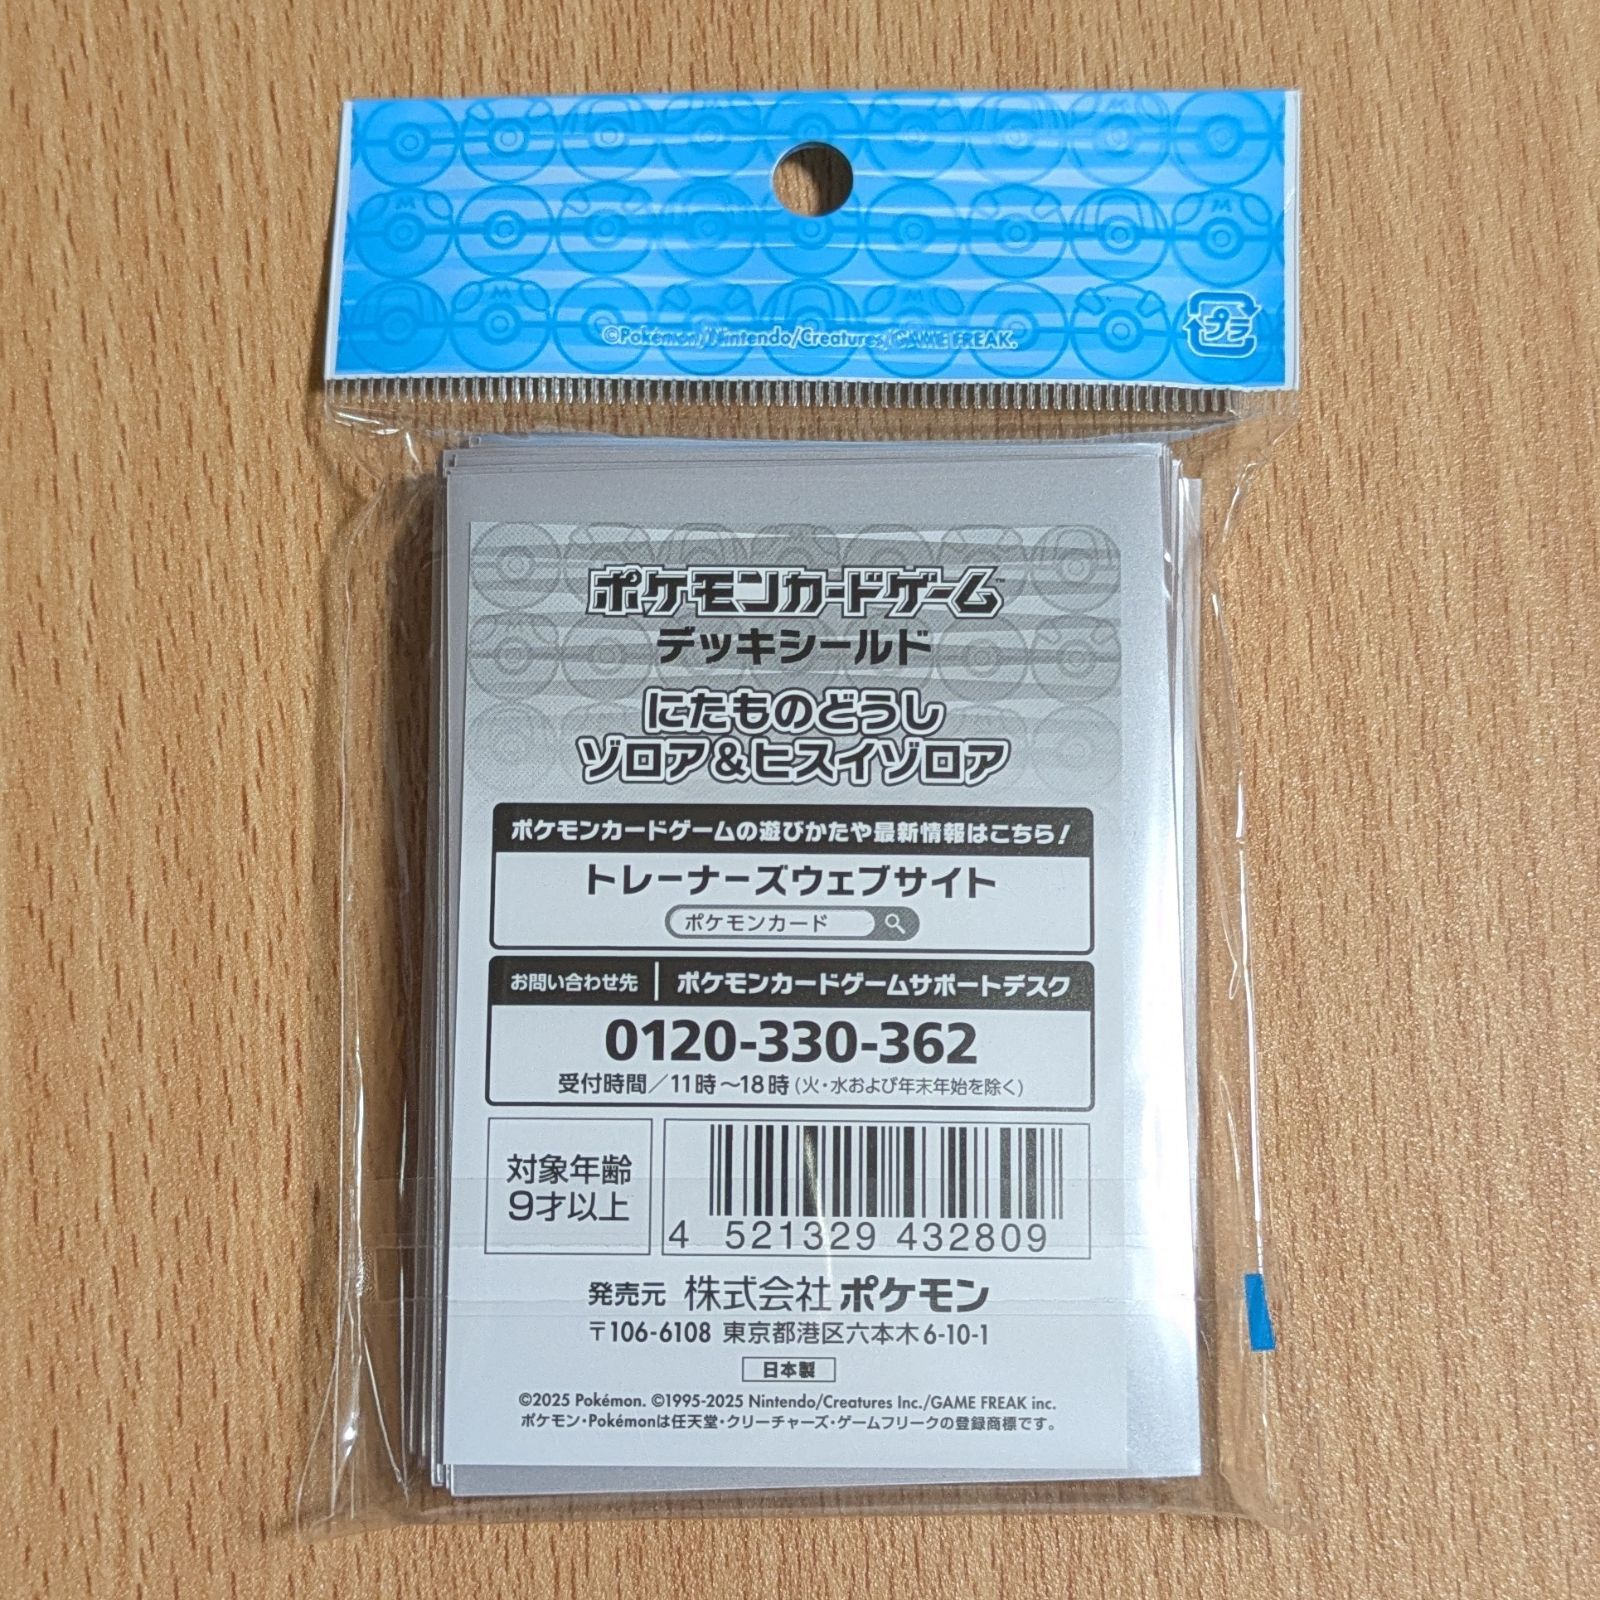 ©Pokémon/Nintendo/Creatures/GAME FREAK.
プラ
ポケモンカードゲーム™
デッキシールド
にたものどうし
ゾロア&ヒスイゾロア
ポケモンカードゲームの遊びかたや最新情報はこちら!
トレーナーズウェブサイト
ポケモンカード
お問い合わせ先 | ポケモンカードゲームサポートデスク
0120-330-362
受付時間/11時~18時(火・水および年末年始を除く)
対象年齢
9才以上
4 521329 432809
発売元 株式会社ポケモン
〒106-6108 東京都港区六本木6-10-1
日本製
©2025 Pokémon. ©1995-2025 Nintendo/Creatures Inc./GAME FREAK inc.
ポケモン・Pokémonは任天堂・クリーチャーズ・ゲームフリークの登録商標です。